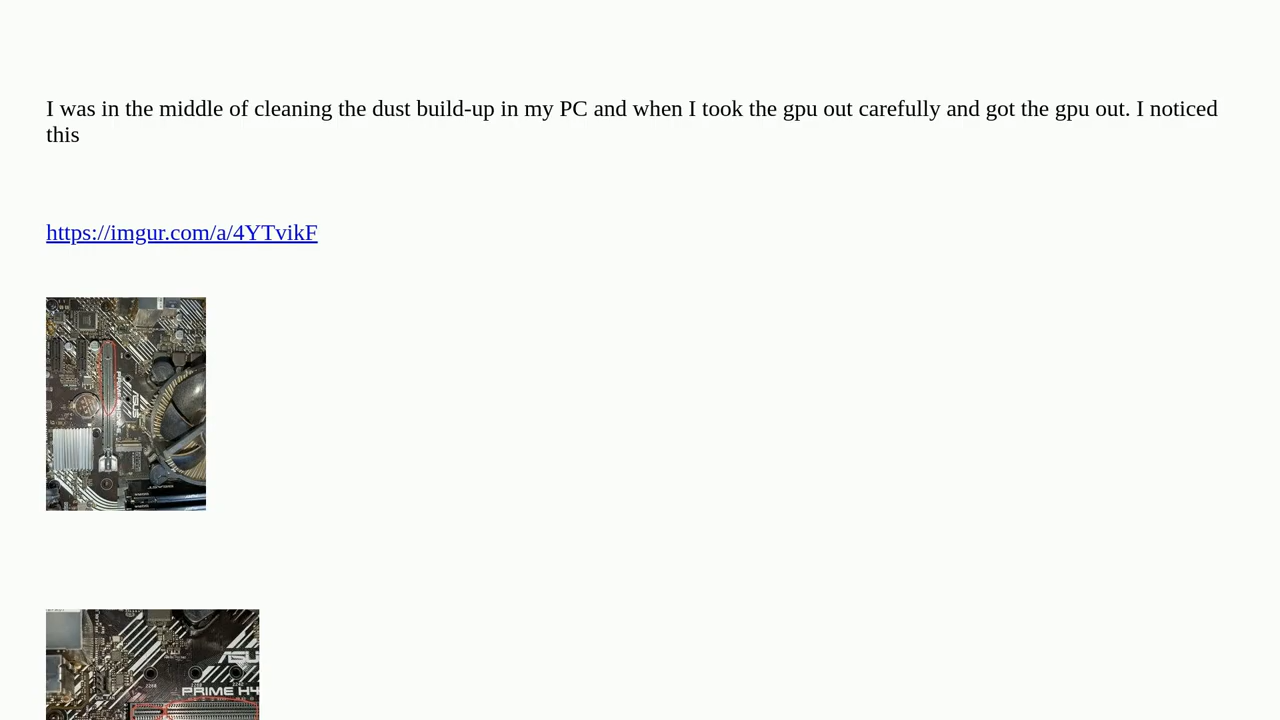 I was in the middle of cleaning the dust build-up in my PC and when I took the gpu out carefully and got the gpu out. I noticed
this
https://imgur.com/a/4YTvikF
PRIME H4